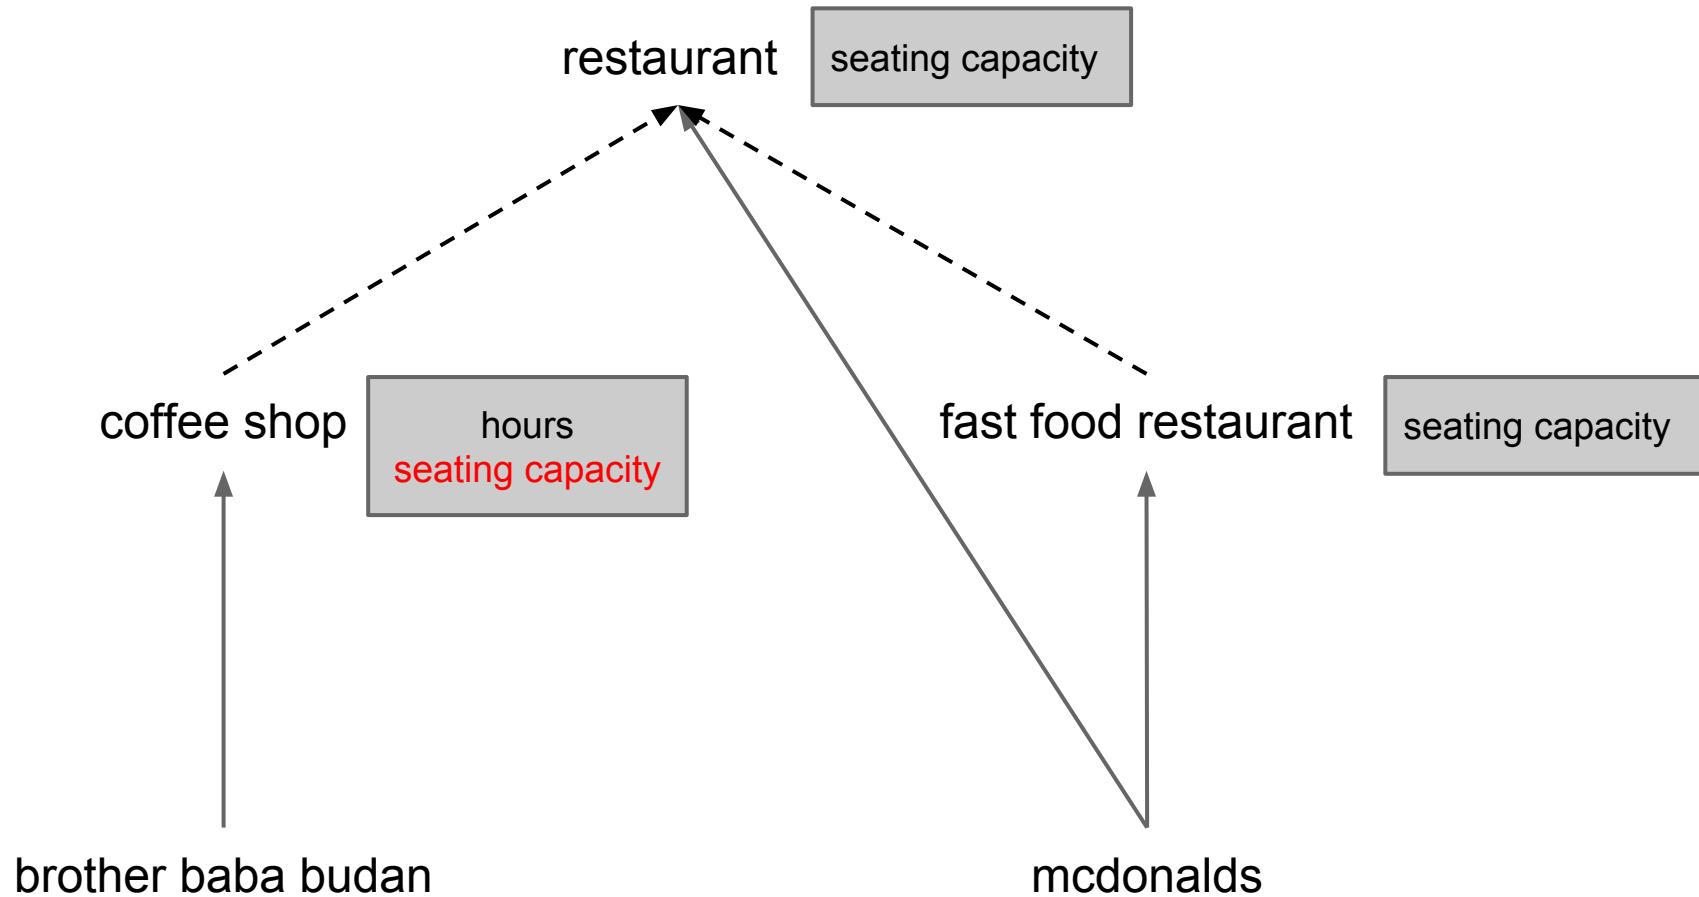 restaurant
seating capacity
coffee shop
hours
seating capacity
fast food restaurant
seating capacity
brother baba budan
mcdonalds